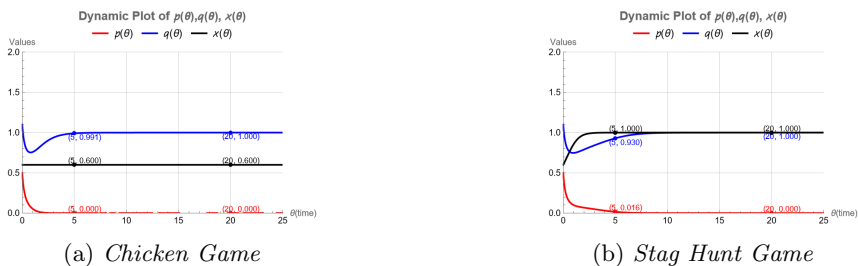 Dynamic Plot of p(θ),q(θ), x(θ)
p(θ) q(θ) x(θ)
Values
2.0
1.5
1.0
0.5
0.0
(5, 0.991)
(20, 1.000)
(5, 0.600)
(20, 0.600)
(5, 0.000)
(20, 0.000)
0 5 10 15 20 25
θ(time)
(a) Chicken Game
Dynamic Plot of p(θ),q(θ), x(θ)
p(θ) q(θ) x(θ)
Values
2.0
1.5
1.0
0.5
0.0
(5, 1.000)
(20, 1.000)
(5, 0.930)
(20, 1.000)
(5, 0.016)
(20, 0.000)
0 5 10 15 20 25
θ(time)
(b) Stag Hunt Game